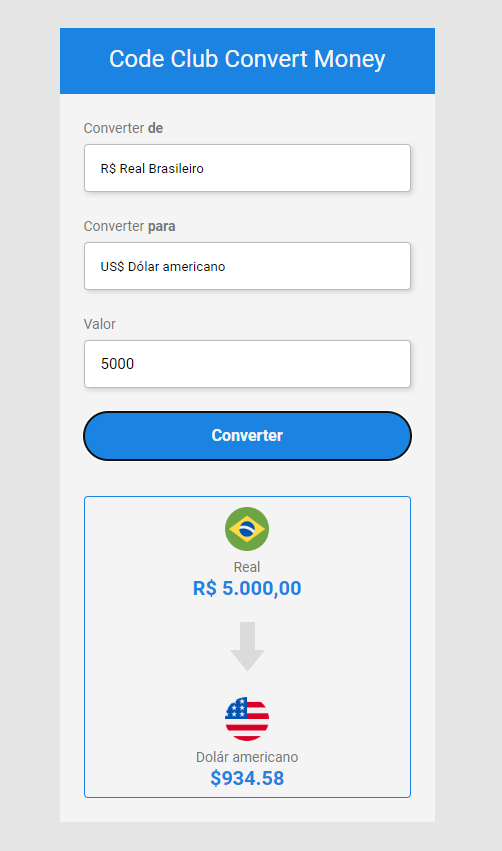 Code Club Convert Money
Converter de
R$ Real Brasileiro
Converter para
US$ Dólar americano
Valor
5000
Converter
Real
R$ 5.000,00
Dolár americano
$934.58